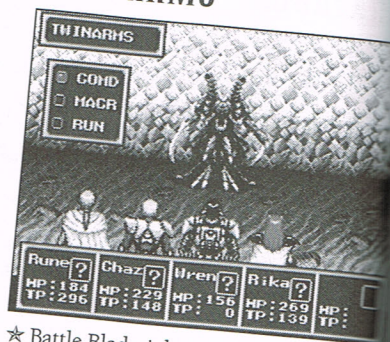 TWINARMS
COMD
MACR
RUN
Rune ? Chaz ? Wren ? Rika ?
HP:184 HP:229 HP:156 HP:269 HP:
TP:296 TP:148 TP: 0 TP:139 TP:
★ Battle